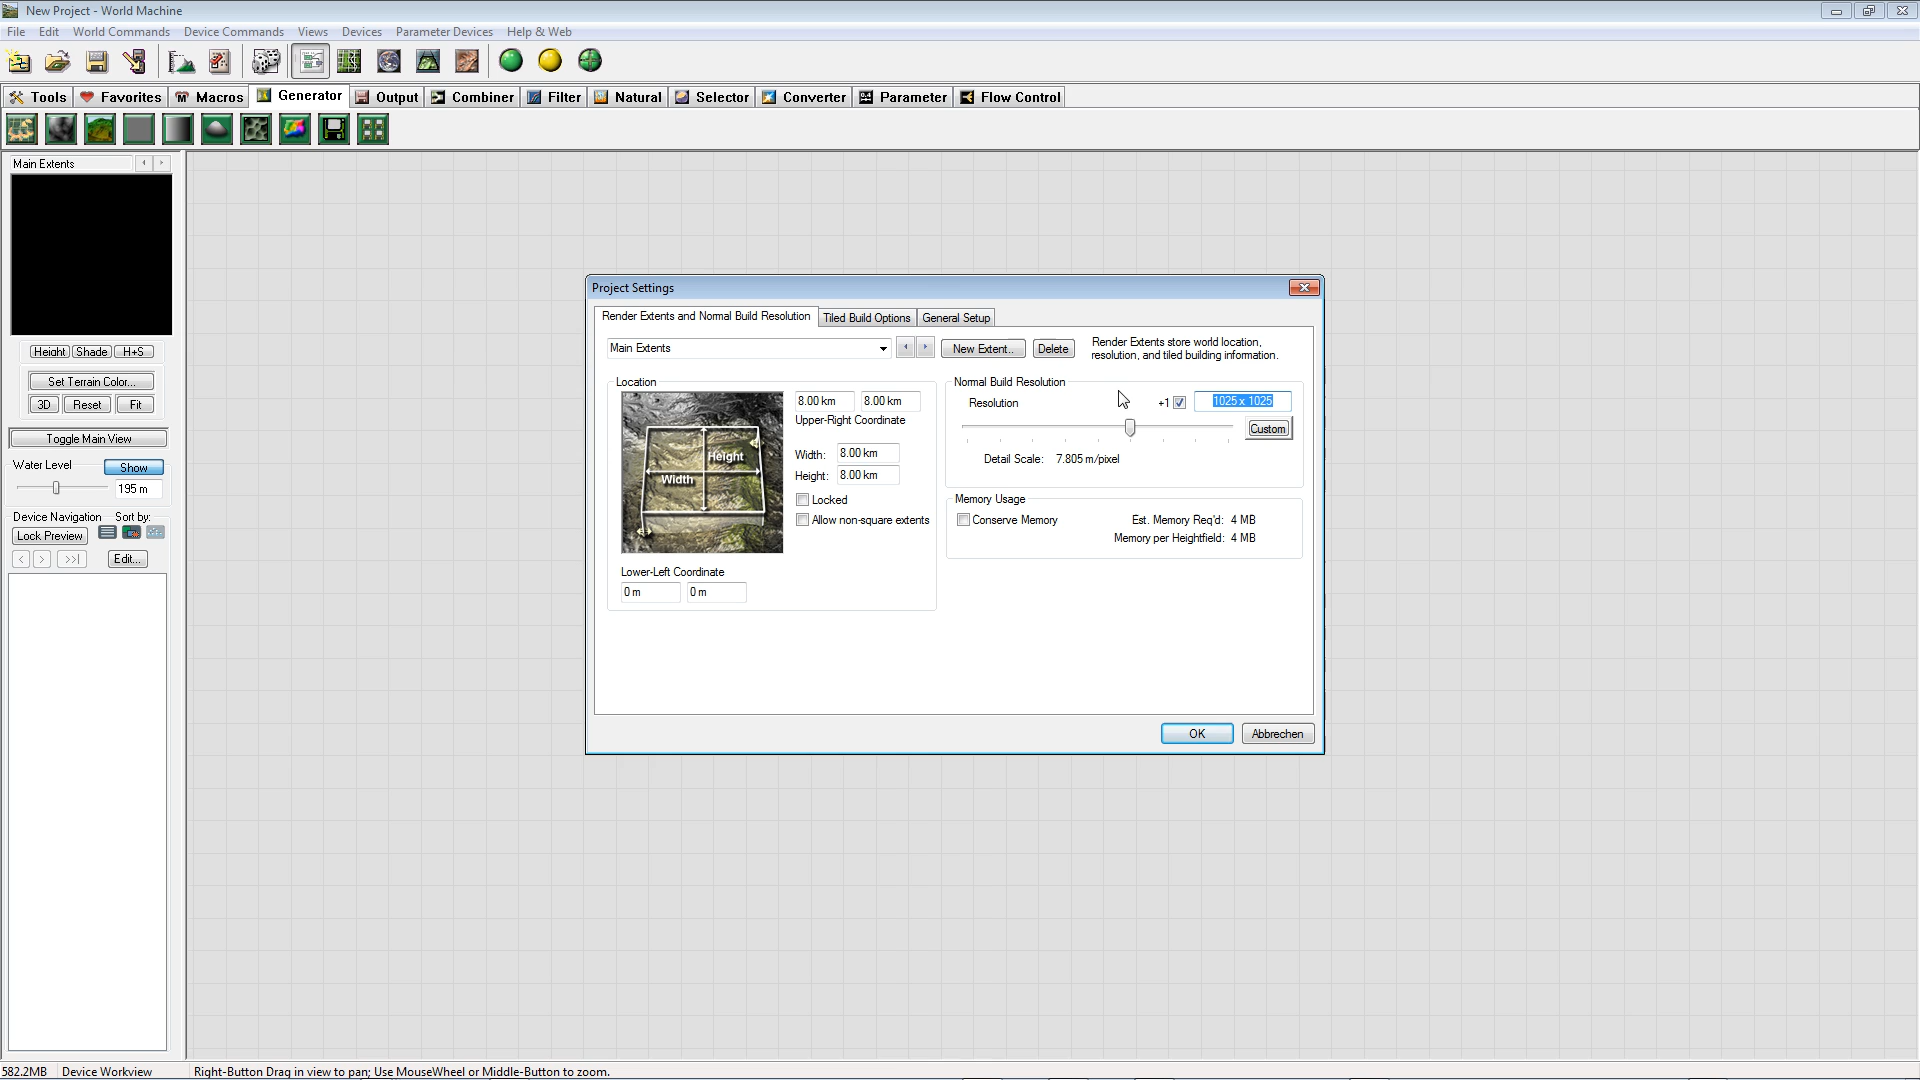 New Project - World Machine
File Edit World Commands Device Commands Views Devices Parameter Devices Help & Web
Tools Favorites Macros Generator Output Combiner Filter Natural Selector Converter Parameter Flow Control
Main Extents
Height Shade H+S
Set Terrain Color...
3D Reset Fit
Toggle Main View
Water Level Show
195 m
Device Navigation Sort by:
Lock Preview
< > >>| Edit...
Project Settings
Render Extents and Normal Build Resolution Tiled Build Options General Setup
Main Extents New Extent.. Delete
Render Extents store world location,
resolution, and tiled building information.
Location
8.00 km 8.00 km
Upper-Right Coordinate
Height
Width
Width: 8.00 km
Height: 8.00 km
Locked
Allow non-square extents
Lower-Left Coordinate
0 m 0 m
Normal Build Resolution
Resolution +1 1025 x 1025
Custom
Detail Scale: 7.805 m/pixel
Memory Usage
Conserve Memory Est. Memory Req'd: 4 MB
Memory per Heightfield: 4 MB
OK Abbrechen
582.2MB Device Workview Right-Button Drag in view to pan; Use MouseWheel or Middle-Button to zoom.